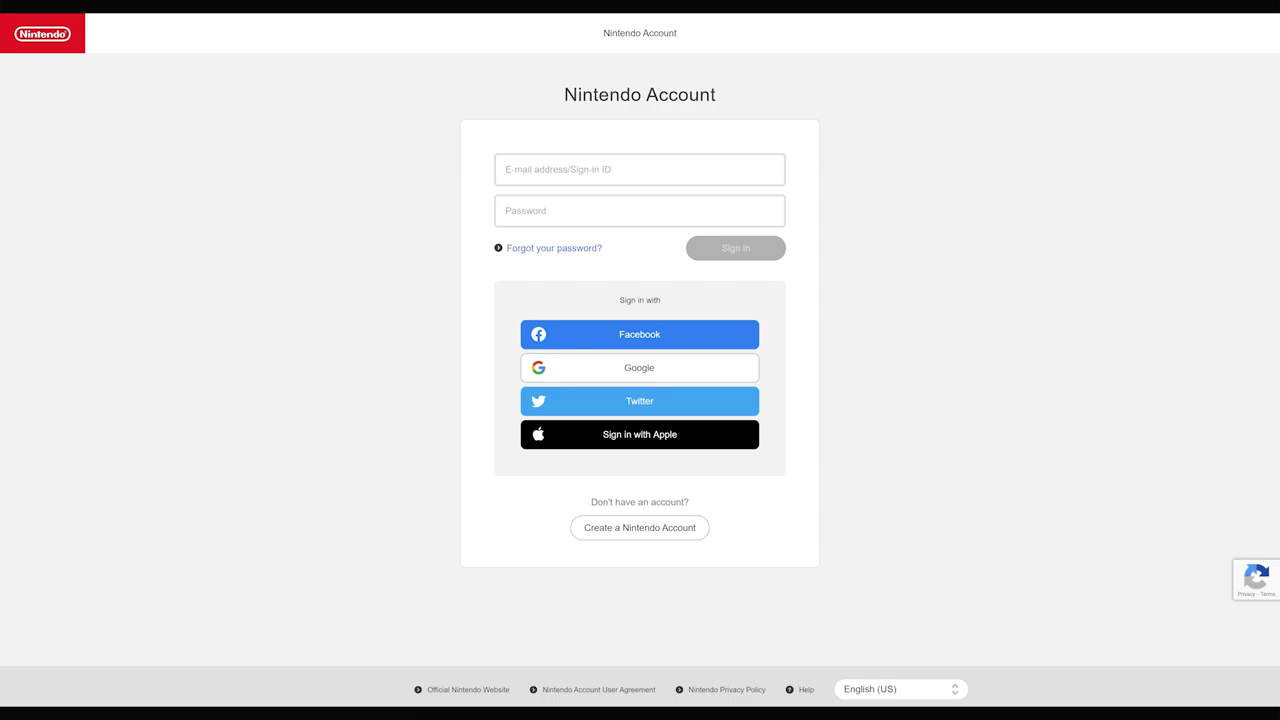 Nintendo
Nintendo Account
Nintendo Account
E-mail address/Sign-in ID
Password
Forgot your password?
Sign in
Sign in with
Facebook
Google
Twitter
Sign in with Apple
Don't have an account?
Create a Nintendo Account
Privacy - Terms
Official Nintendo Website
Nintendo Account User Agreement
Nintendo Privacy Policy
Help
English (US)